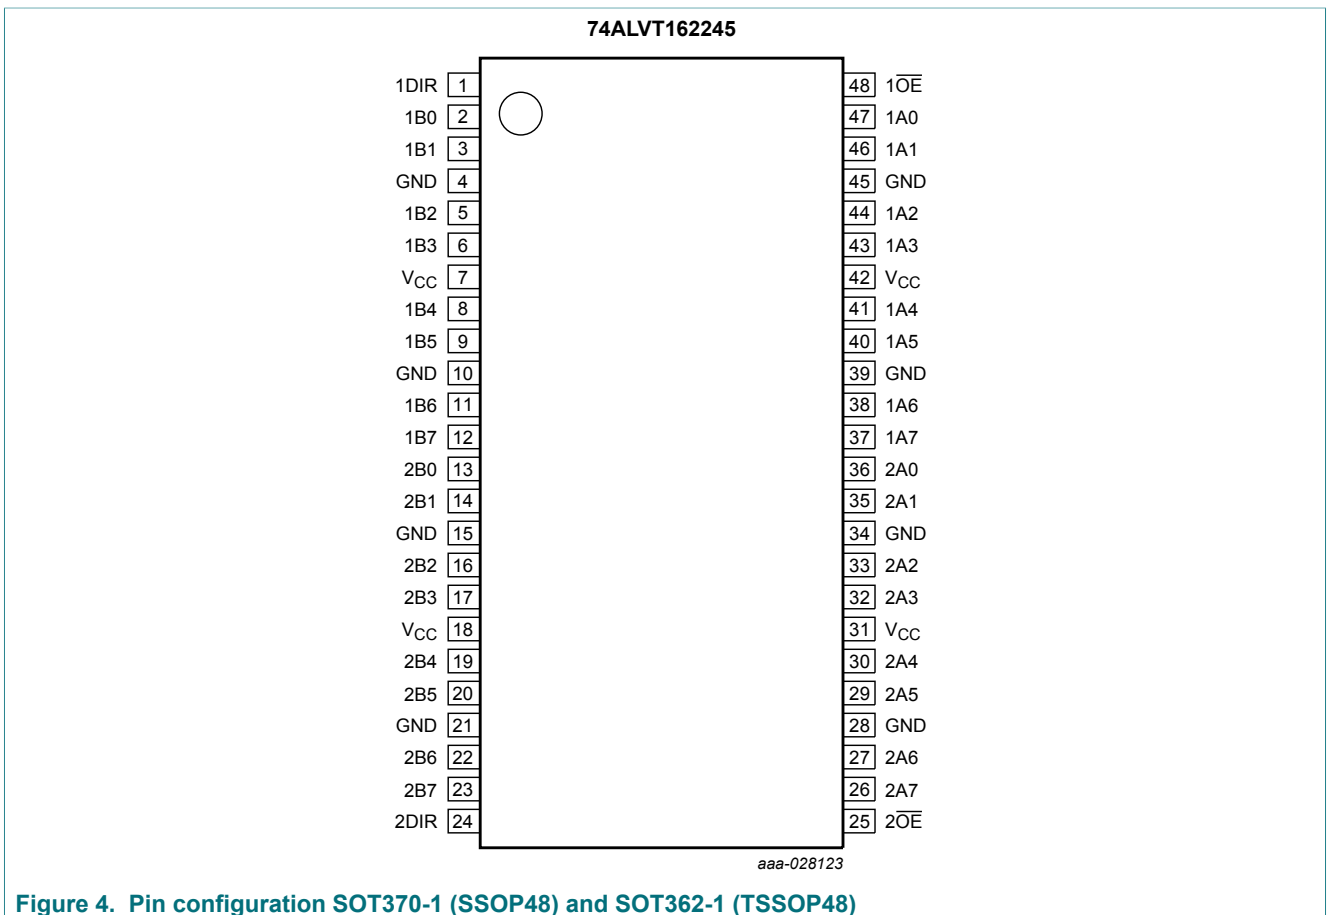 74ALVT162245
1DIR 1 48 1O̅E̅
1B0 2 47 1A0
1B1 3 46 1A1
GND 4 45 GND
1B2 5 44 1A2
1B3 6 43 1A3
VCC 7 42 VCC
1B4 8 41 1A4
1B5 9 40 1A5
GND 10 39 GND
1B6 11 38 1A6
1B7 12 37 1A7
2B0 13 36 2A0
2B1 14 35 2A1
GND 15 34 GND
2B2 16 33 2A2
2B3 17 32 2A3
VCC 18 31 VCC
2B4 19 30 2A4
2B5 20 29 2A5
GND 21 28 GND
2B6 22 27 2A6
2B7 23 26 2A7
2DIR 24 25 2O̅E̅
aaa-028123
Figure 4. Pin configuration SOT370-1 (SSOP48) and SOT362-1 (TSSOP48)